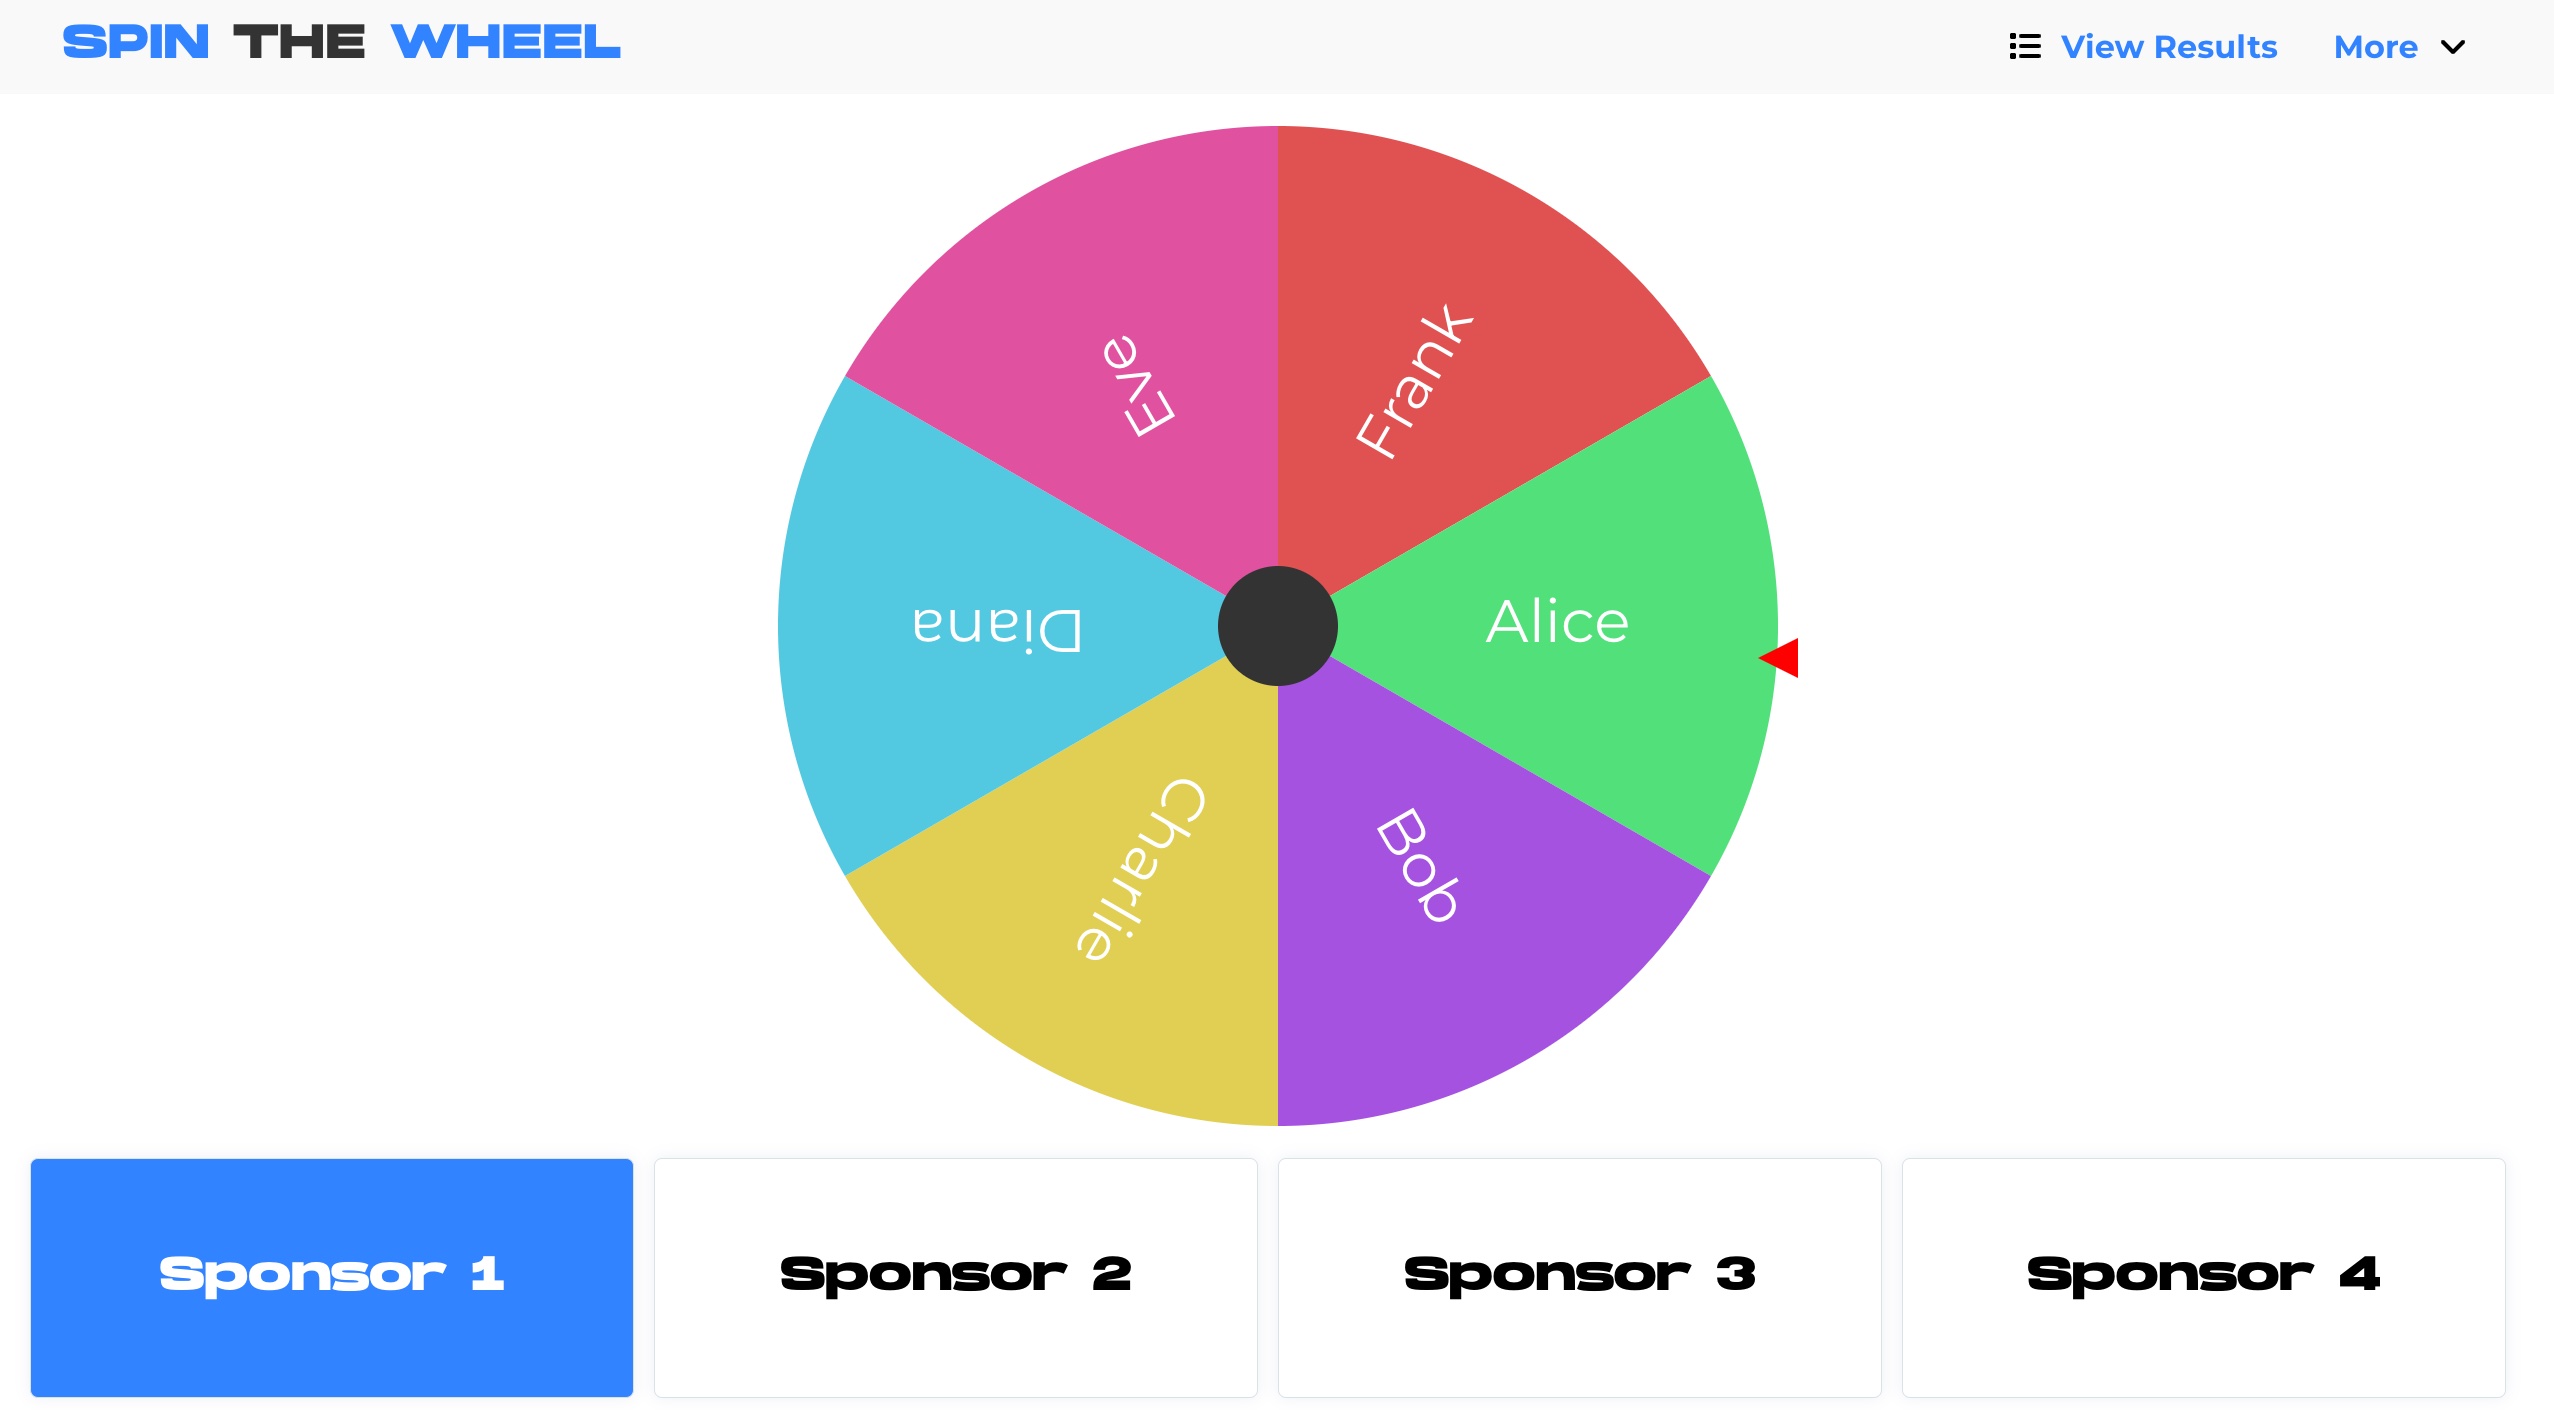 SPIN THE WHEEL
View Results
More
Eve
Frank
Diana
Alice
Charlie
Bob
Sponsor 1
Sponsor 2
Sponsor 3
Sponsor 4